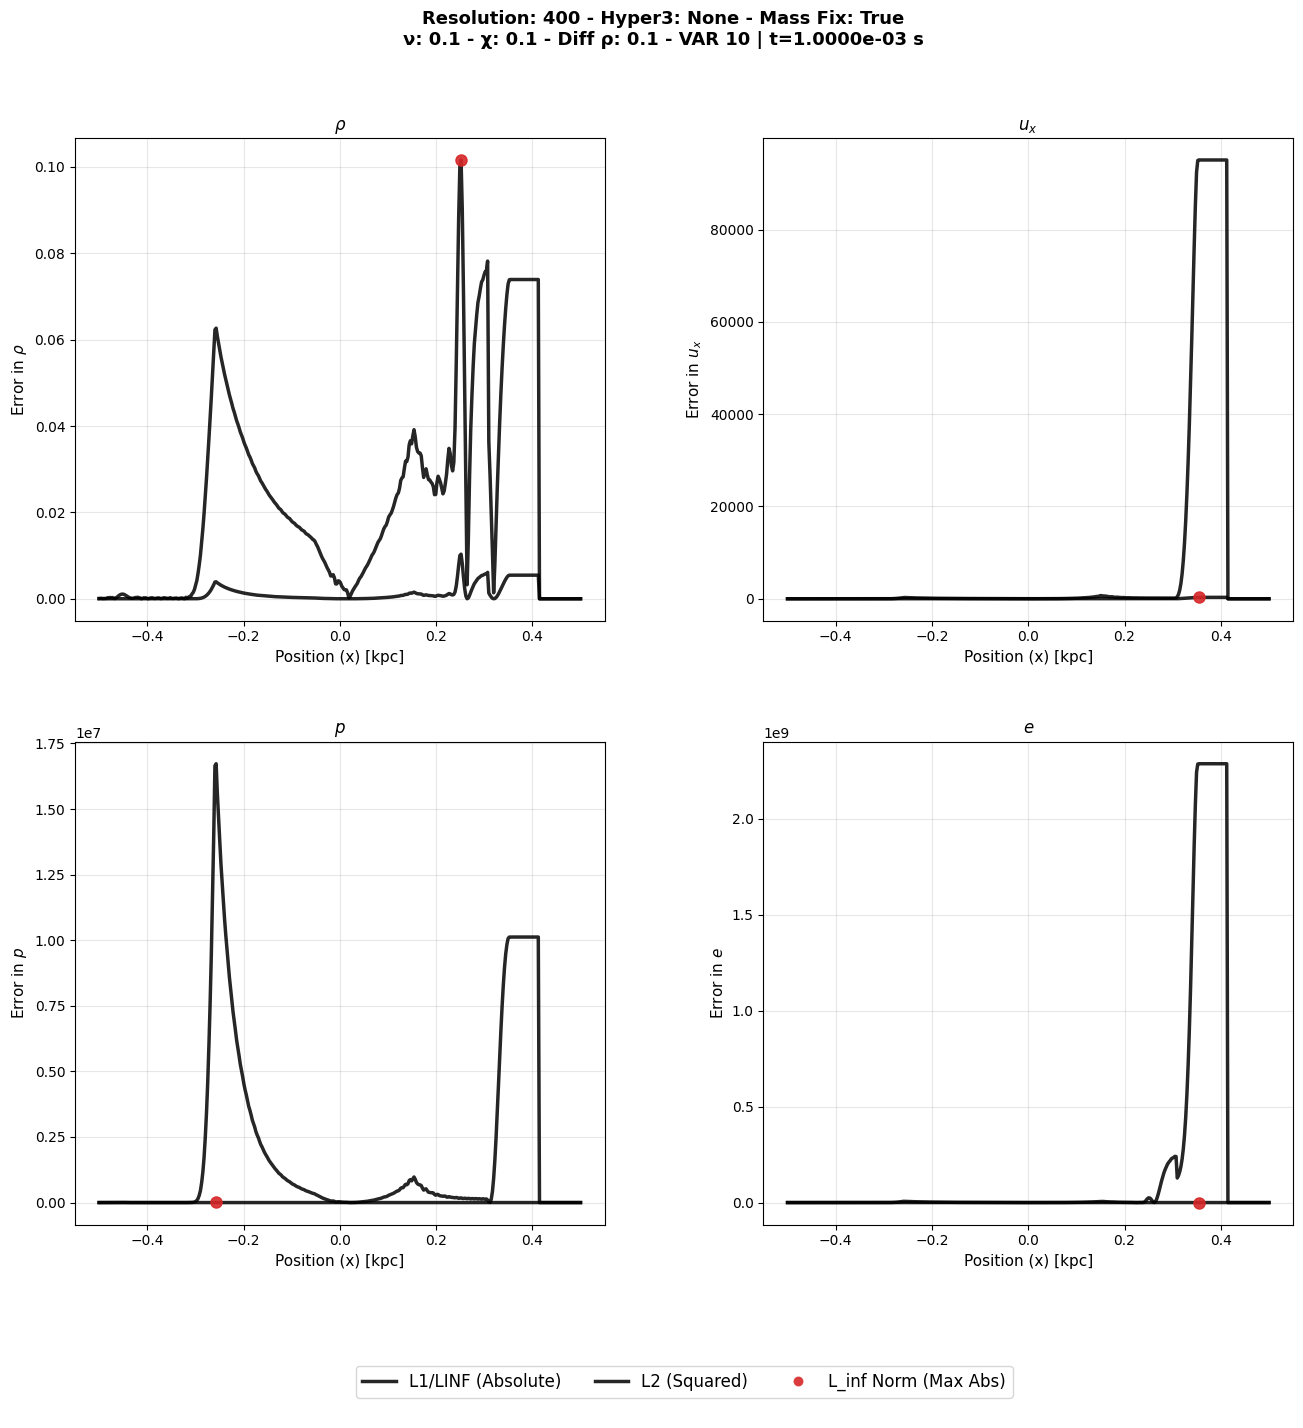 Resolution: 400 - Hyper3: None - Mass Fix: True
ν: 0.1 - χ: 0.1 - Diff ρ: 0.1 - VAR 10 | t=1.0000e-03 s
ρ
Error in ρ
0.10
0.08
0.06
0.04
0.02
0.00
−0.4 −0.2 0.0 0.2 0.4
Position (x) [kpc]
u_x
Error in u_x
80000
60000
40000
20000
0
−0.4 −0.2 0.0 0.2 0.4
Position (x) [kpc]
p
1e7
Error in p
1.75
1.50
1.25
1.00
0.75
0.50
0.25
0.00
−0.4 −0.2 0.0 0.2 0.4
Position (x) [kpc]
e
1e9
Error in e
2.0
1.5
1.0
0.5
0.0
−0.4 −0.2 0.0 0.2 0.4
Position (x) [kpc]
L1/LINF (Absolute) L2 (Squared) L_inf Norm (Max Abs)